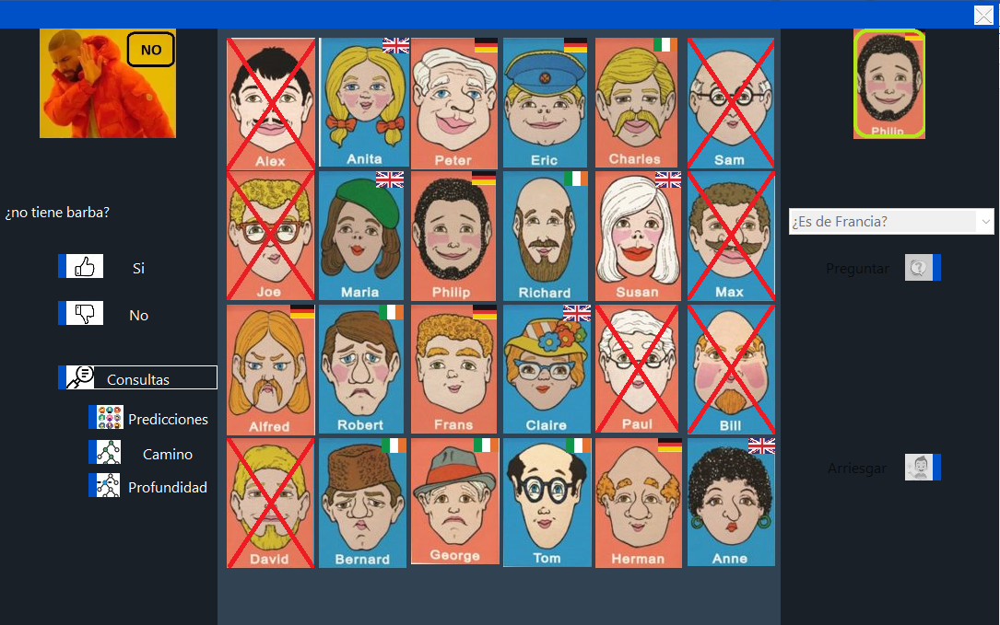 NO
¿no tiene barba?
Si
No
Consultas
Predicciones
Camino
Profundidad
Alex
Anita
Peter
Eric
Charles
Sam
Joe
Maria
Philip
Richard
Susan
Max
Alfred
Robert
Frans
Claire
Paul
Bill
David
Bernard
George
Tom
Herman
Anne
Philip
¿Es de Francia?
Preguntar
Arriesgar